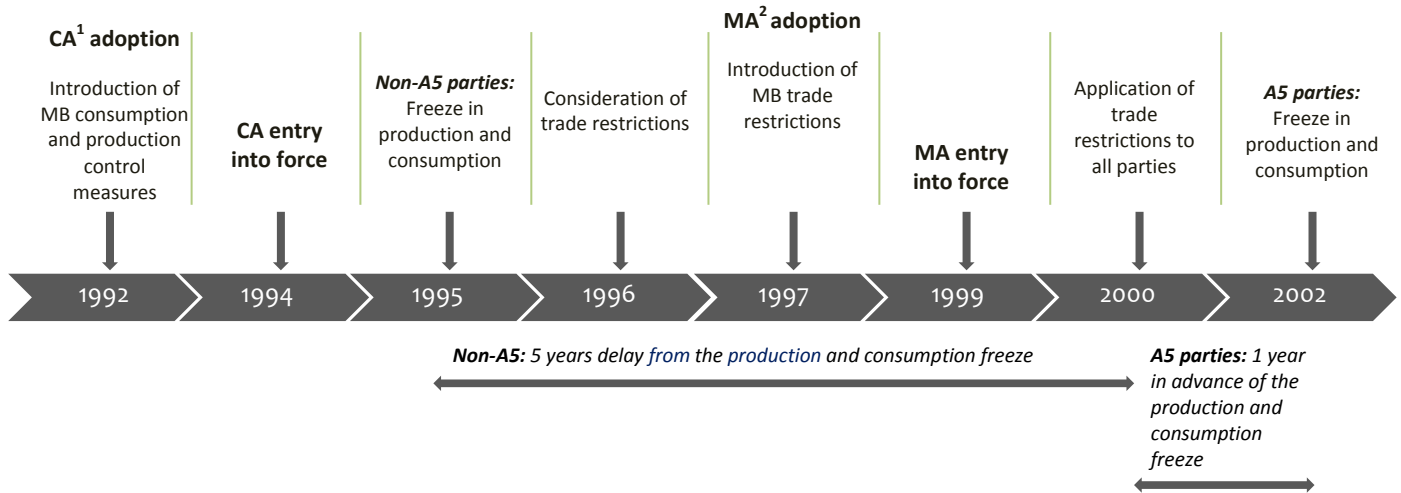 CA¹ adoption
Introduction of
MB consumption
and production
control
measures
CA entry
into force
Non-A5 parties:
Freeze in
production and
consumption
Consideration of
trade restrictions
MA² adoption
Introduction of
MB trade
restrictions
MA entry
into force
Application of
trade
restrictions to
all parties
A5 parties:
Freeze in
production and
consumption
1992
1994
1995
1996
1997
1999
2000
2002
Non-A5: 5 years delay from the production and consumption freeze
A5 parties: 1 year
in advance of the
production and
consumption
freeze